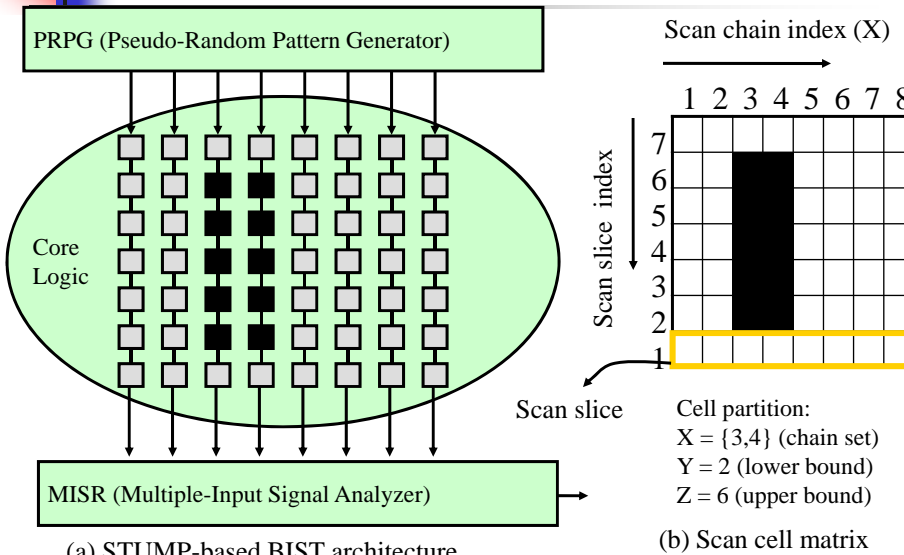 PRPG (Pseudo-Random Pattern Generator)
Core
Logic
MISR (Multiple-Input Signal Analyzer)
(a) STUMP-based BIST architecture
Scan chain index (X)
1 2 3 4 5 6 7 8
Scan slice index
7
6
5
4
3
2
1
Scan slice
Cell partition:
X = {3,4} (chain set)
Y = 2 (lower bound)
Z = 6 (upper bound)
(b) Scan cell matrix